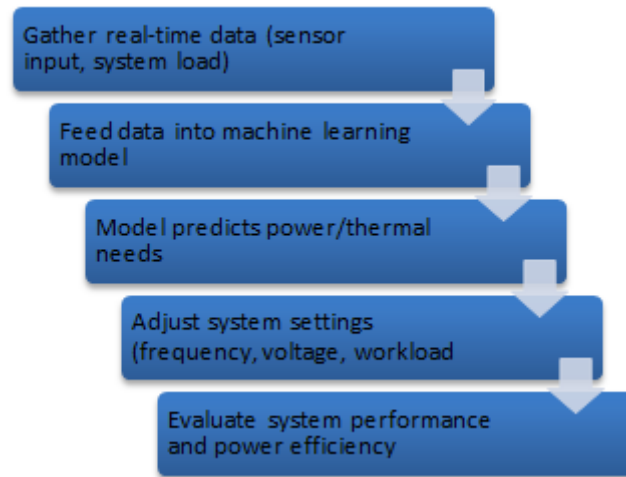 Gather real-time data (sensor
input, system load)
Feed data into machine learning
model
Model predicts power/thermal
needs
Adjust system settings
(frequency, voltage, workload
Evaluate system performance
and power efficiency